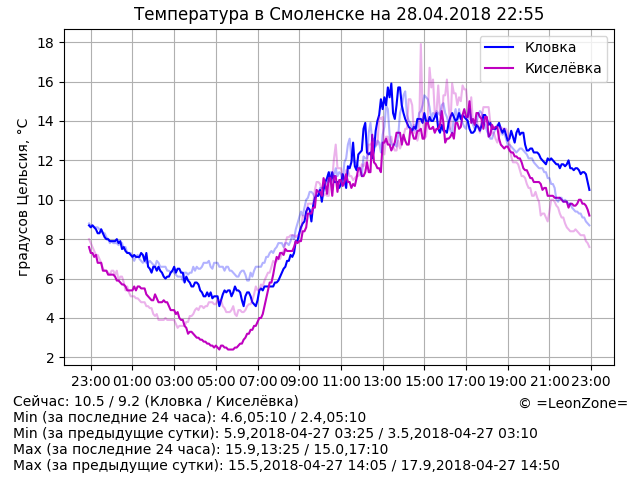 Температура в Смоленске на 28.04.2018 22:55
Кловка
Киселёвка
градусов Цельсия, °C
18
16
14
12
10
8
6
4
2
23:00 01:00 03:00 05:00 07:00 09:00 11:00 13:00 15:00 17:00 19:00 21:00 23:00
Сейчас: 10.5 / 9.2 (Кловка / Киселёвка)
© =LeonZone=
Min (за последние 24 часа): 4.6,05:10 / 2.4,05:10
Min (за предыдущие сутки): 5.9,2018-04-27 03:25 / 3.5,2018-04-27 03:10
Max (за последние 24 часа): 15.9,13:25 / 15.0,17:10
Max (за предыдущие сутки): 15.5,2018-04-27 14:05 / 17.9,2018-04-27 14:50